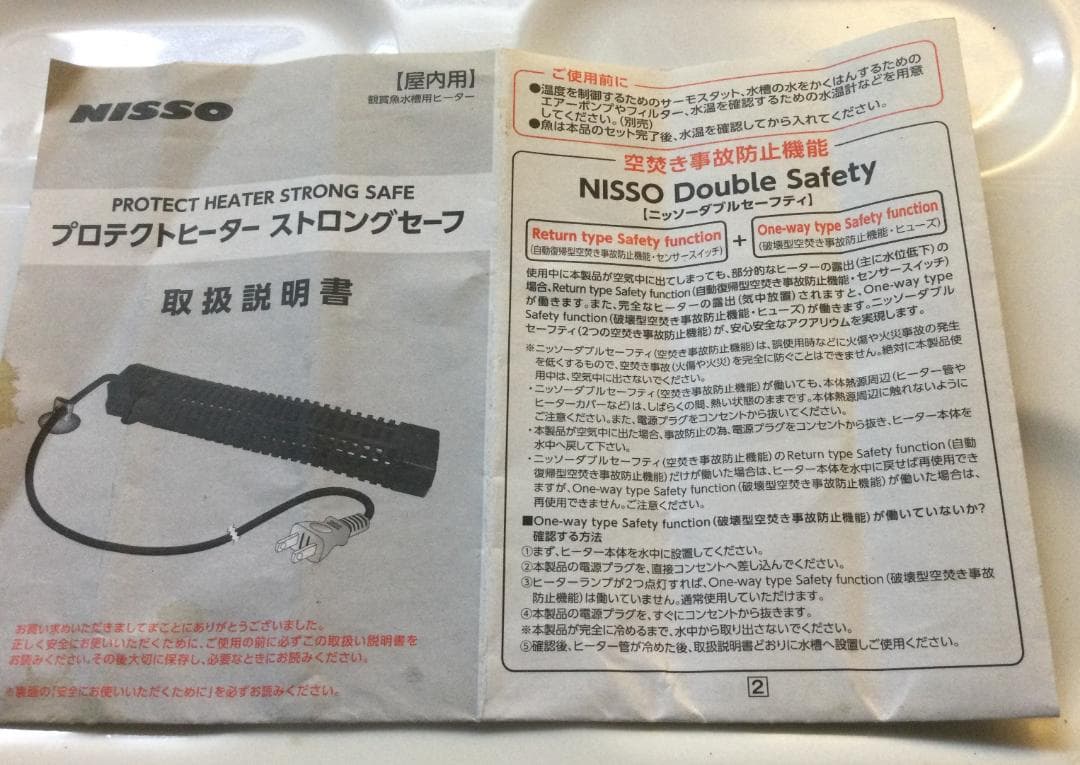 【屋内用】
観賞魚水槽用ヒーター
NISSO
PROTECT HEATER STRONG SAFE
プロテクトヒーター ストロングセーフ
取扱説明書
お買い求めいただきましてまことにありがとうございました。
正しく安全にお使いいただくために、ご使用の前に必ずこの取扱い説明書を
お読みください。その後大切に保存し、必要なときにお読みください。
※裏面の「安全にお使いいただくために」を必ずお読みください。
ご使用前に
●温度を制御するためのサーモスタット、水槽の水をかくはんするための
エアーポンプやフィルター、水温を確認するための水温計などを用意
してください。(別売)
●魚は本品のセット完了後、水温を確認してから入れてください。
空焚き事故防止機能
NISSO Double Safety
【ニッソーダブルセーフティ】
Return type Safety function
(自動復帰型空焚き事故防止機能・センサースイッチ)
+
One-way type Safety function
(破壊型空焚き事故防止機能・ヒューズ)
使用中に本製品が空気中に出てしまっても、部分的なヒーターの露出(主に水位低下)の
場合、Return type Safety function(自動復帰型空焚き事故防止機能・センサースイッチ)
が働きます。また、完全なヒーターの露出(気中放置)されますと、One-way type
Safety function(破壊型空焚き事故防止機能・ヒューズ)が働きます。ニッソーダブル
セーフティ(2つの空焚き事故防止機能)が、安心安全なアクアリウムを実現します。
※ニッソーダブルセーフティ(空焚き事故防止機能)は、誤使用時などに火傷や火災事故の発生
を低くするもので、空焚き事故(火傷や火災)を完全に防ぐことはできません。絶対に本製品使
用中は、空気中に出さないでください。
・ニッソーダブルセーフティ(空焚き事故防止機能)が働いても、本体熱源周辺(ヒーター管や
ヒーターカバーなど)は、しばらくの間、熱い状態のままです。本体熱源周辺に触れないように
ご注意ください。また、電源プラグをコンセントから抜いてください。
・本製品が空気中に出た場合、事故防止の為、電源プラグをコンセントから抜き、ヒーター本体を
水中へ戻して下さい。
・ニッソーダブルセーフティ(空焚き事故防止機能)のReturn type Safety function(自動
復帰型空焚き事故防止機能)だけが働いた場合は、ヒーター本体を水中に戻せば再使用でき
ますが、One-way type Safety function(破壊型空焚き事故防止機能)が働いた場合は、
再使用できません。ご注意ください。
■One-way type Safety function(破壊型空焚き事故防止機能)が働いていないか?
確認する方法
①まず、ヒーター本体を水中に設置してください。
②本製品の電源プラグを、直接コンセントへ差し込んでください。
③ヒーターランプが2つ点灯すれば、One-way type Safety function(破壊型空焚き事故
防止機能)は働いていません。通常使用していただけます。
④本製品の電源プラグを、すぐにコンセントから抜きます。
※本製品が完全に冷めるまで、水中から取り出さないでください。
⑤確認後、ヒーター管が冷めた後、取扱説明書どおりに水槽へ設置しご使用ください。
2